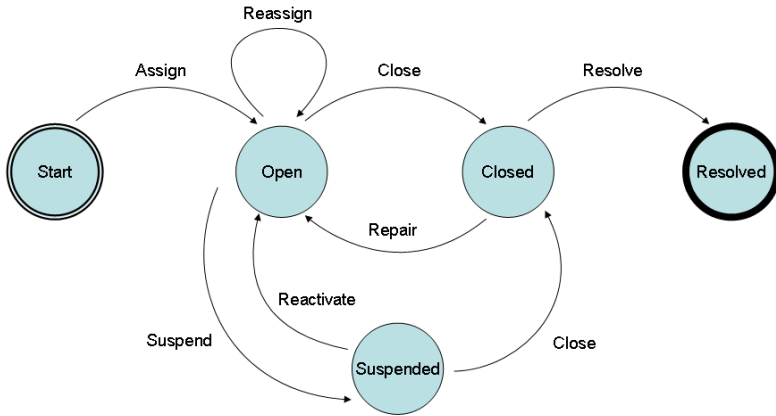 Reassign
Assign
Close
Resolve
Start
Open
Closed
Resolved
Repair
Reactivate
Suspend
Close
Suspended